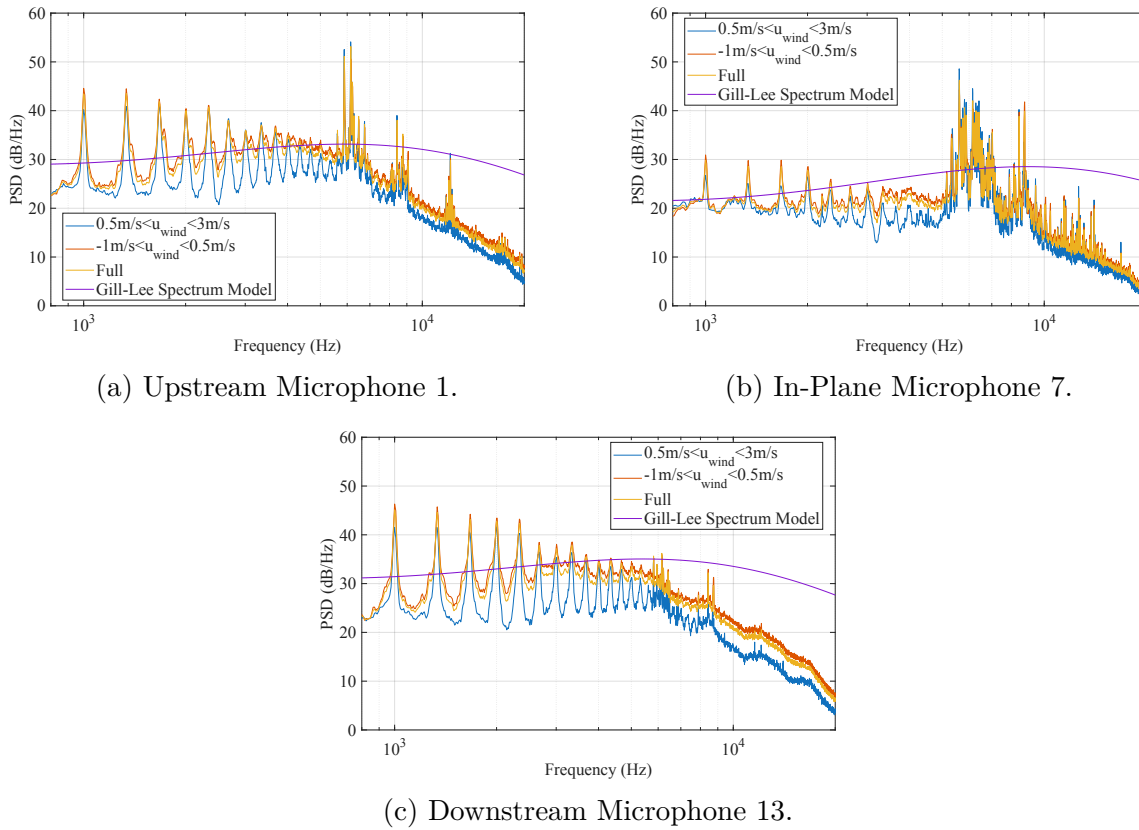 60
50
40
30
20
10
0
PSD (dB/Hz)
0.5m/s<u_wind<3m/s
-1m/s<u_wind<0.5m/s
Full
Gill-Lee Spectrum Model
10^3
10^4
Frequency (Hz)
(a) Upstream Microphone 1.
60
50
40
30
20
10
0
PSD (dB/Hz)
0.5m/s<u_wind<3m/s
-1m/s<u_wind<0.5m/s
Full
Gill-Lee Spectrum Model
10^3
10^4
Frequency (Hz)
(b) In-Plane Microphone 7.
60
50
40
30
20
10
0
PSD (dB/Hz)
0.5m/s<u_wind<3m/s
-1m/s<u_wind<0.5m/s
Full
Gill-Lee Spectrum Model
10^3
10^4
Frequency (Hz)
(c) Downstream Microphone 13.